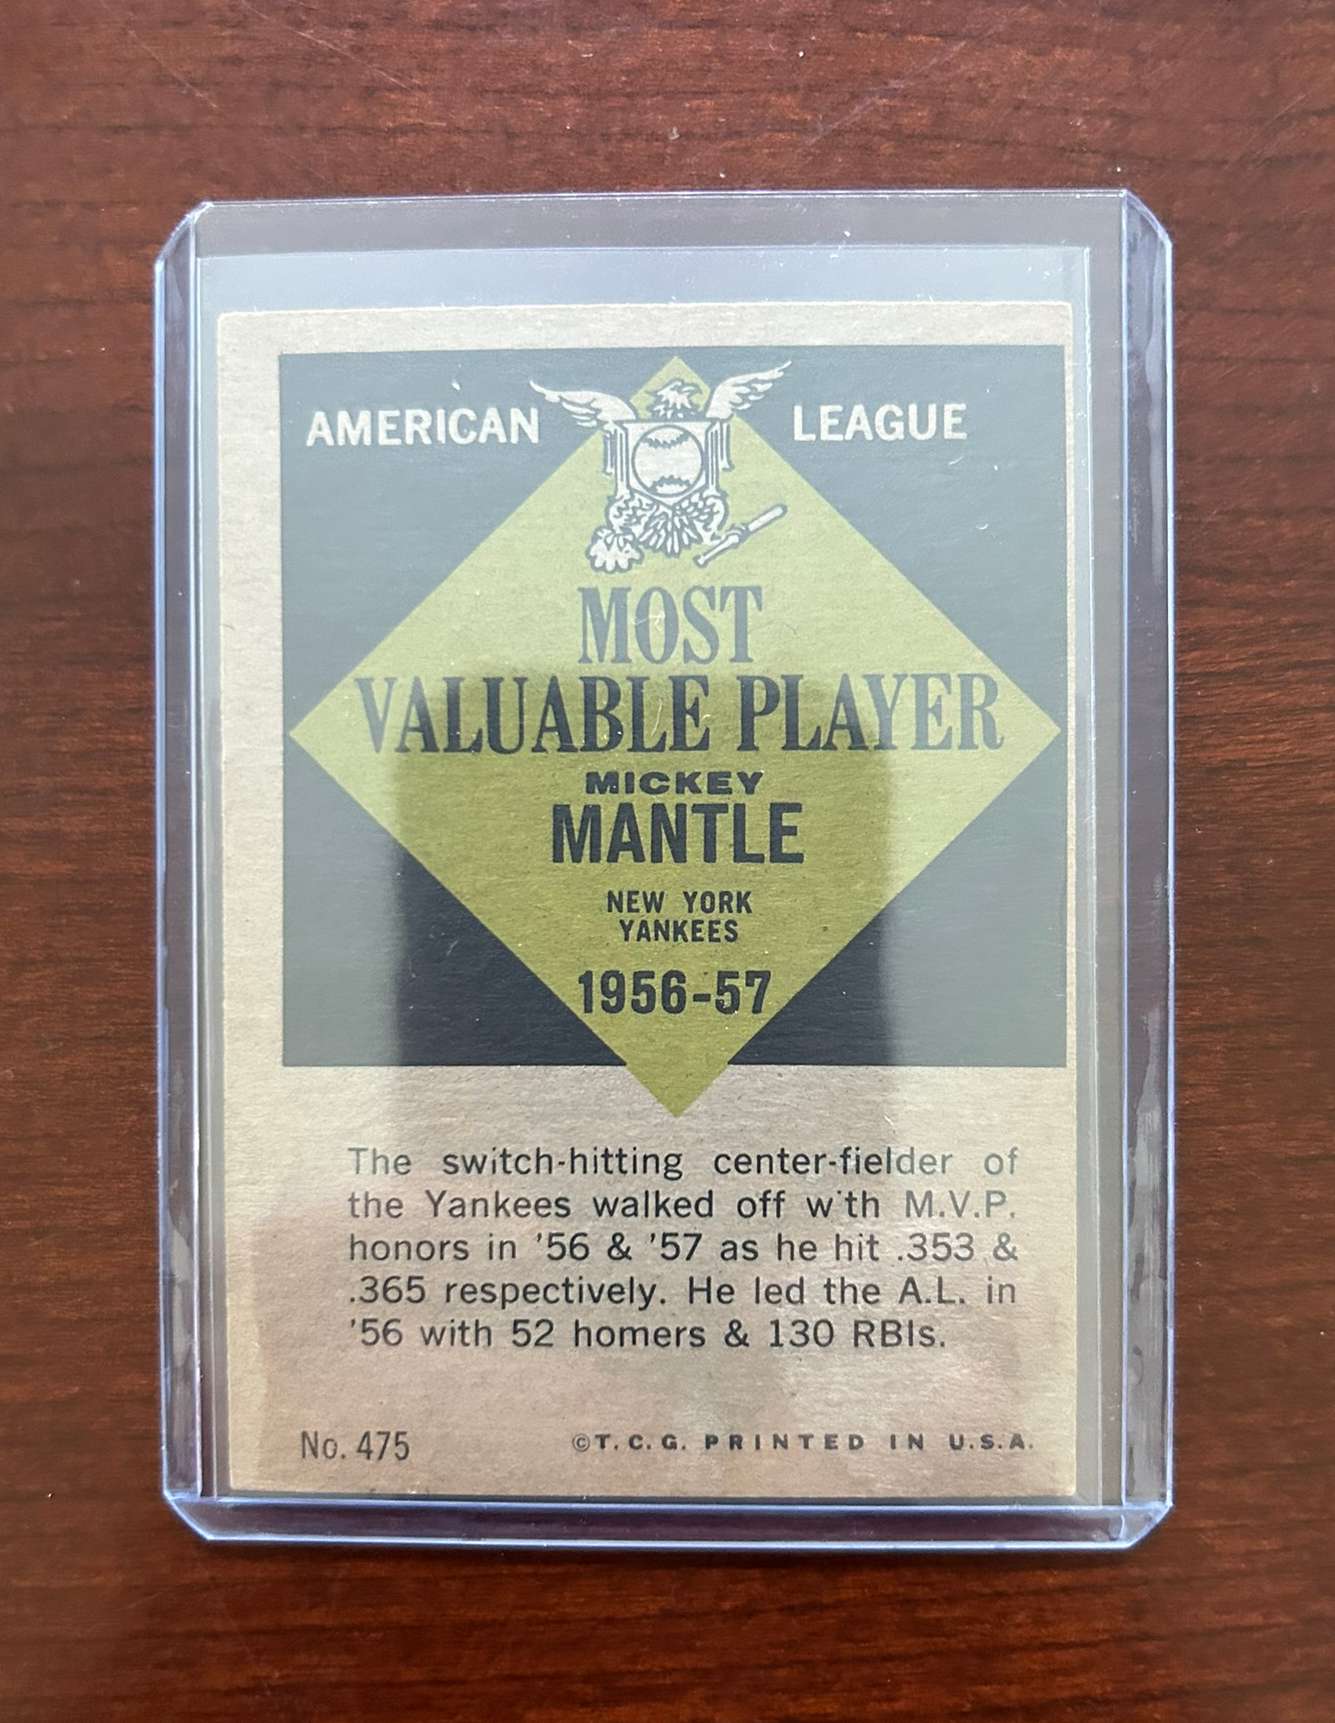 AMERICAN LEAGUE
MOST
VALUABLE PLAYER
MICKEY
MANTLE
NEW YORK
YANKEES
1956-57
The switch-hitting center-fielder of
the Yankees walked off w'th M.V.P.
honors in '56 & '57 as he hit .353 &
.365 respectively. He led the A.L. in
'56 with 52 homers & 130 RBIs.
No. 475 ©T.C.G. PRINTED IN U.S.A.